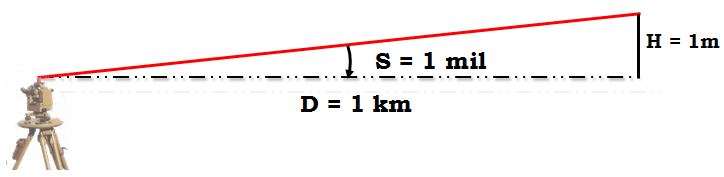 H = 1m
S = 1 mil
D = 1 km